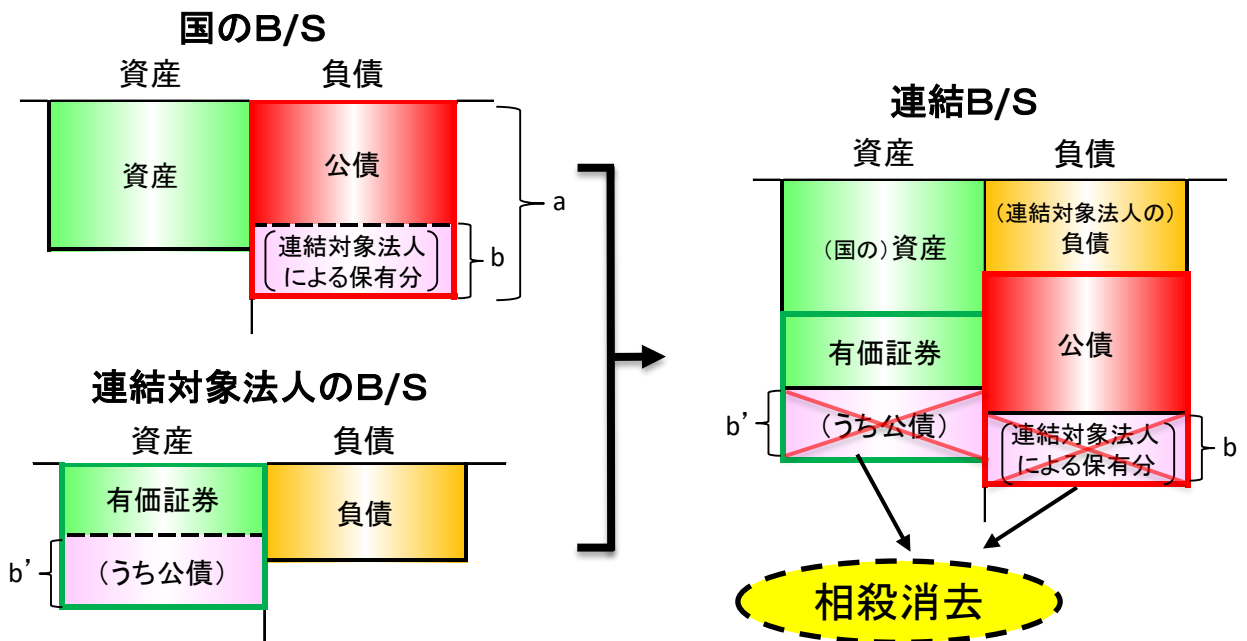 国のB/S
資産
負債
資産
公債
連結対象法人
による保有分
b
a
連結対象法人のB/S
資産
負債
有価証券
負債
(うち公債)
b’
連結B/S
資産
負債
(国の)資産
(連結対象法人の)
負債
有価証券
公債
b’
(うち公債)
連結対象法人
による保有分
b
相殺消去